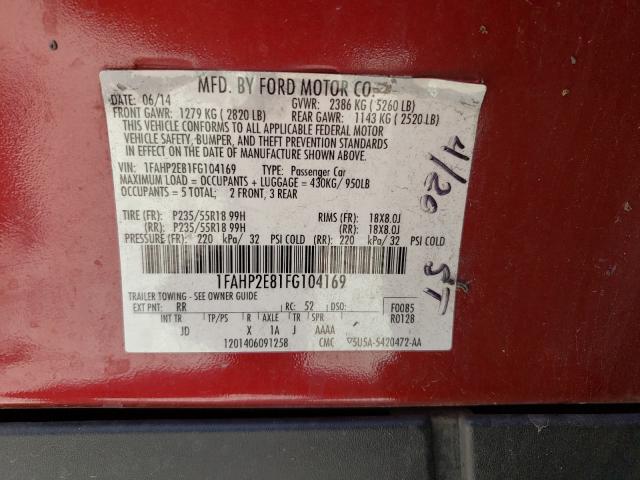 MFD. BY FORD MOTOR CO.
DATE: 06/14 GVWR: 2386 KG ( 5260 LB)
FRONT GAWR: 1279 KG ( 2820 LB) REAR GAWR: 1143 KG ( 2520LB)
THIS VEHICLE CONFORMS TO ALL APPLICABLE FEDERAL MOTOR
VEHICLE SAFETY, BUMPER, AND THEFT PREVENTION STANDARDS
IN EFFECT ON THE DATE OF MANUFACTURE SHOWN ABOVE.
VIN: 1FAHP2E81FG104169 TYPE: Passenger Car
MAXIMUM LOAD = OCCUPANTS + LUGGAGE = 430KG/ 950LB
OCCUPANTS = 5 TOTAL; 2 FRONT, 3 REAR
TIRE (FR): P235/55R18 99H RIMS (FR): 18X8.0J
(RR): P235/55R18 99H (RR): 18X8.0J
PRESSURE (FR): 220 kPa/ 32 PSI COLD (RR): 220 kPa/ 32 PSI COLD
1FAHP2E81FG104169
TRAILER TOWING - SEE OWNER GUIDE
EXT PNT: RR RC: 52 DSO: F0085
R0128
INT TR TP/PS R AXLE TR SPR
JD X 1A J AAAA
1201406091258 CMC 5U5A-5420472-AA
4/20
ST